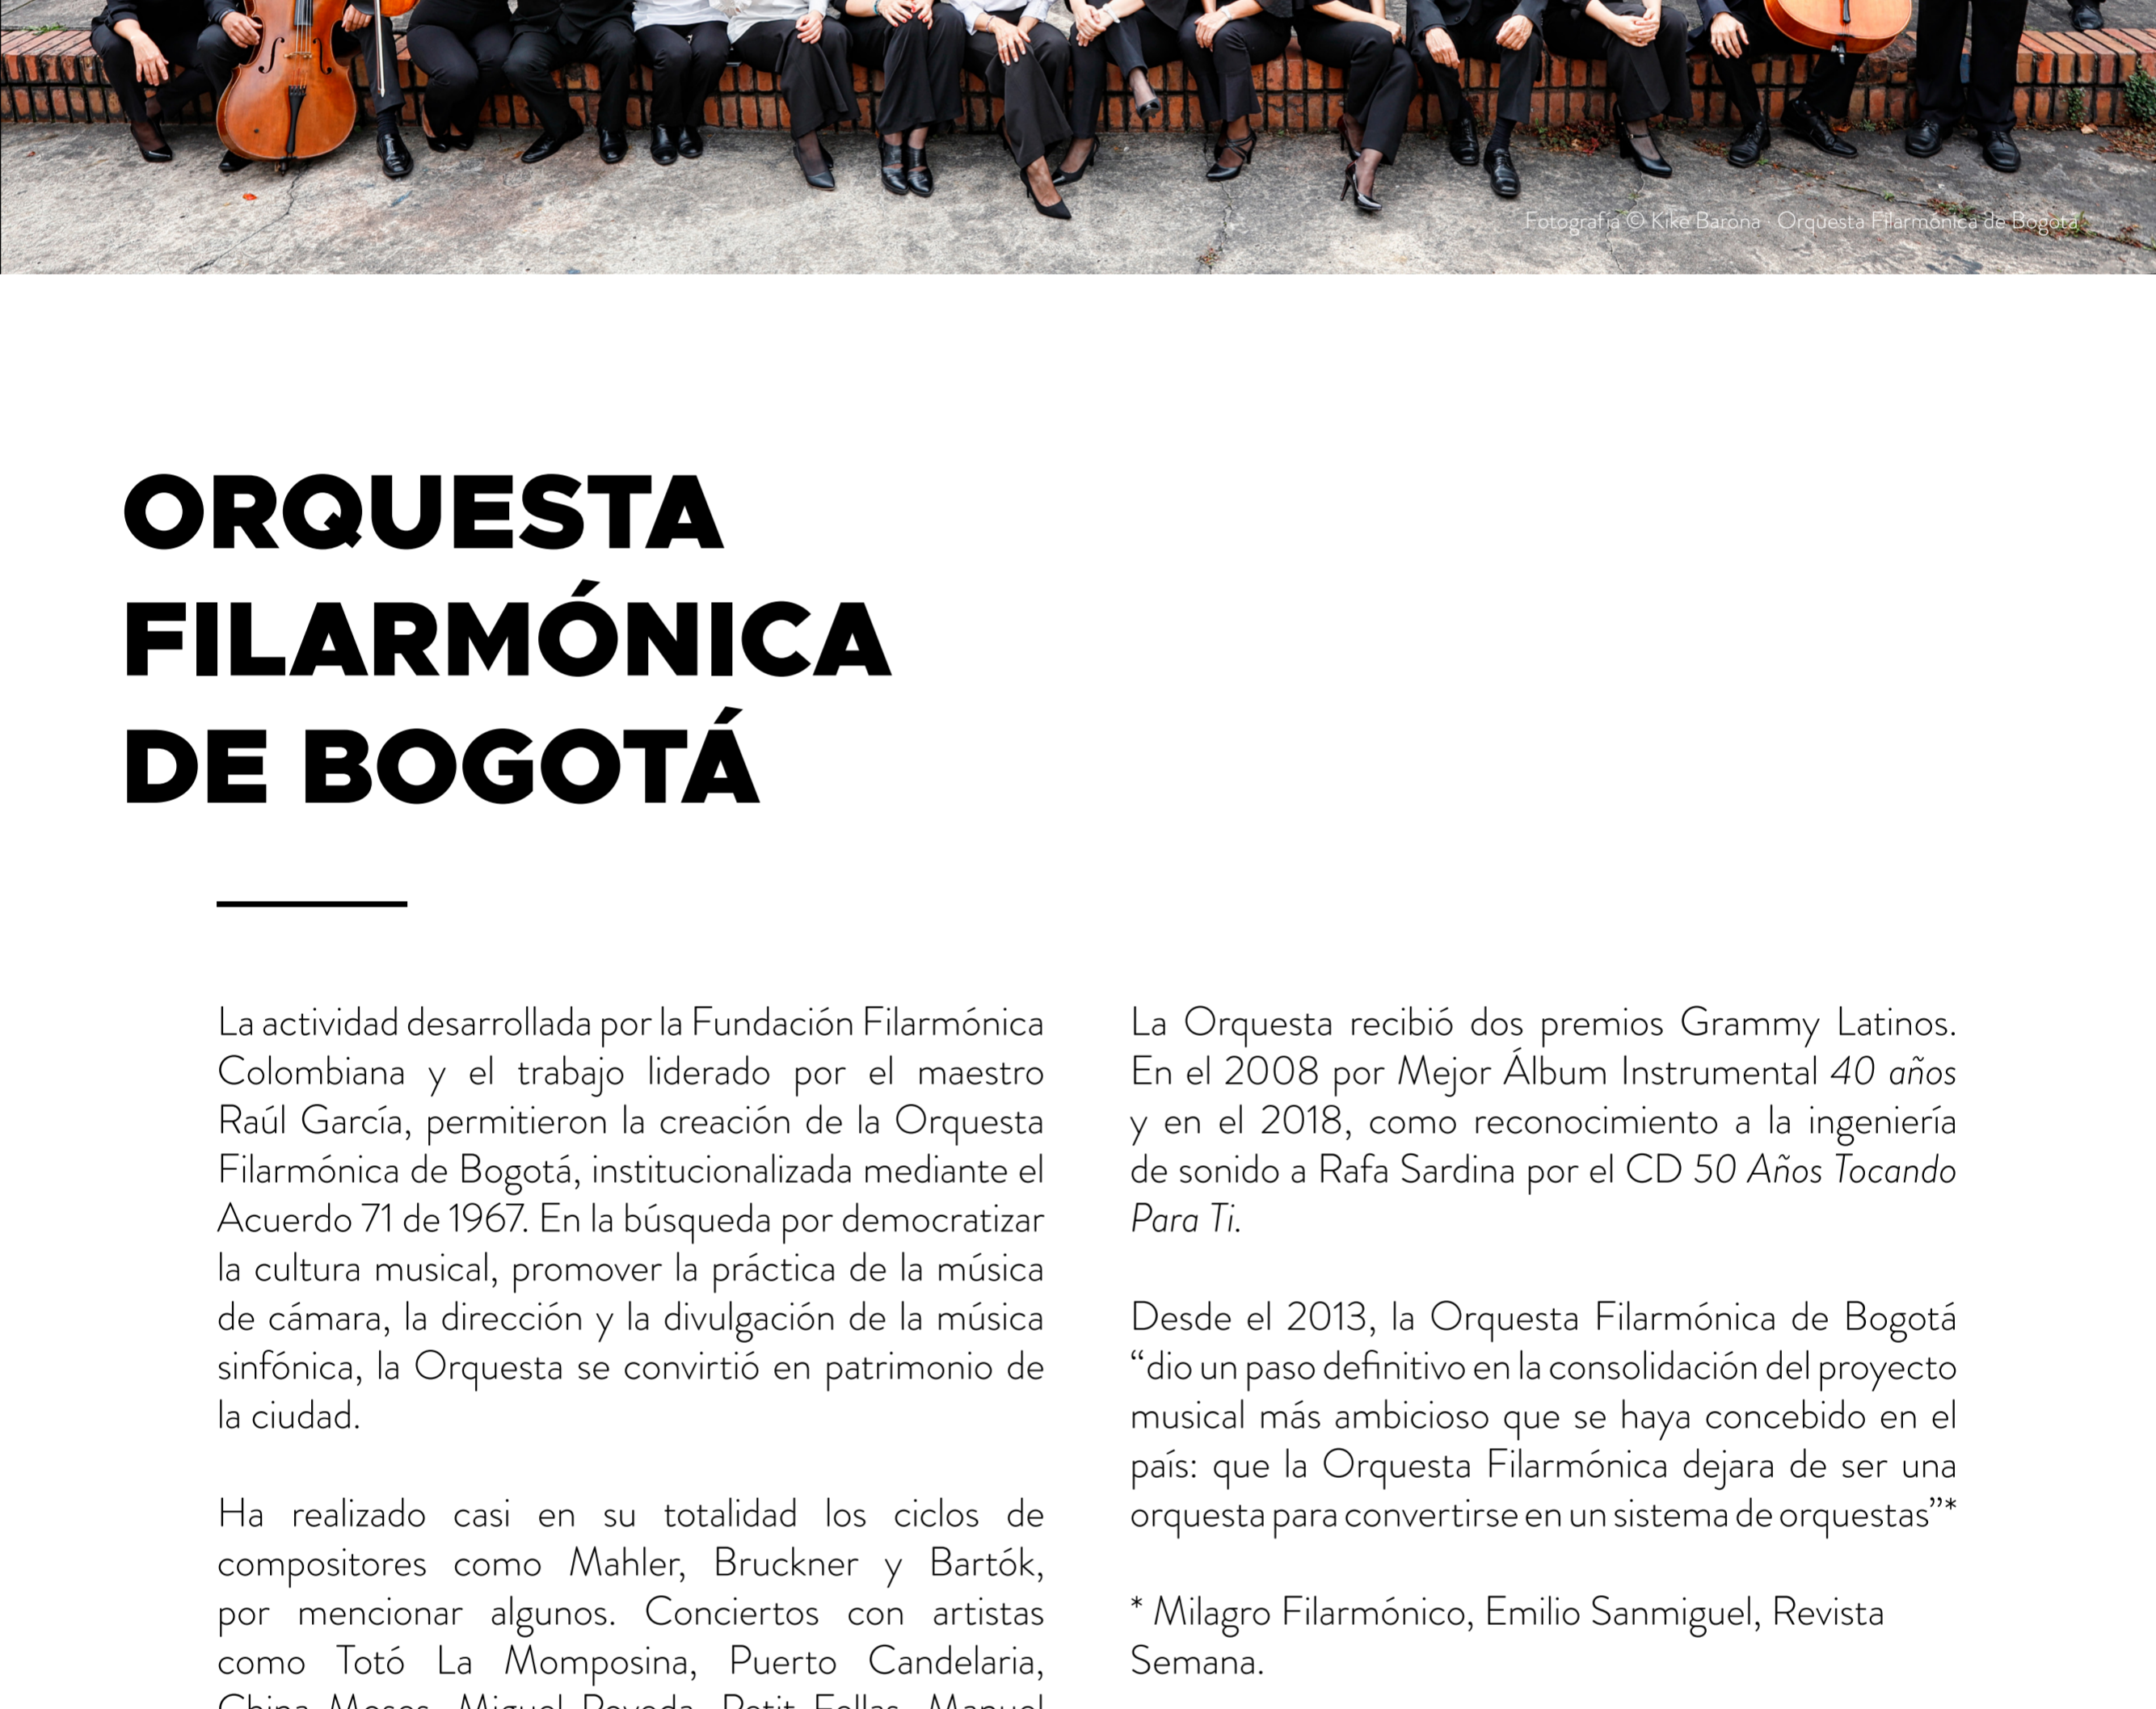 Fotografía © Kike Barona · Orquesta Filarmónica de Bogotá
ORQUESTA
FILARMÓNICA
DE BOGOTÁ
La actividad desarrollada por la Fundación Filarmónica
Colombiana y el trabajo liderado por el maestro
Raúl García, permitieron la creación de la Orquesta
Filarmónica de Bogotá, institucionalizada mediante el
Acuerdo 71 de 1967. En la búsqueda por democratizar
la cultura musical, promover la práctica de la música
de cámara, la dirección y la divulgación de la música
sinfónica, la Orquesta se convirtió en patrimonio de
la ciudad.
Ha realizado casi en su totalidad los ciclos de
compositores como Mahler, Bruckner y Bartók,
por mencionar algunos. Conciertos con artistas
como Totó La Momposina, Puerto Candelaria,
China Moses, Miguel Poveda, Petit Fellas, Manuel
La Orquesta recibió dos premios Grammy Latinos.
En el 2008 por Mejor Álbum Instrumental 40 años
y en el 2018, como reconocimiento a la ingeniería
de sonido a Rafa Sardina por el CD 50 Años Tocando
Para Ti.
Desde el 2013, la Orquesta Filarmónica de Bogotá
“dio un paso definitivo en la consolidación del proyecto
musical más ambicioso que se haya concebido en el
país: que la Orquesta Filarmónica dejara de ser una
orquesta para convertirse en un sistema de orquestas”*
* Milagro Filarmónico, Emilio Sanmiguel, Revista
Semana.